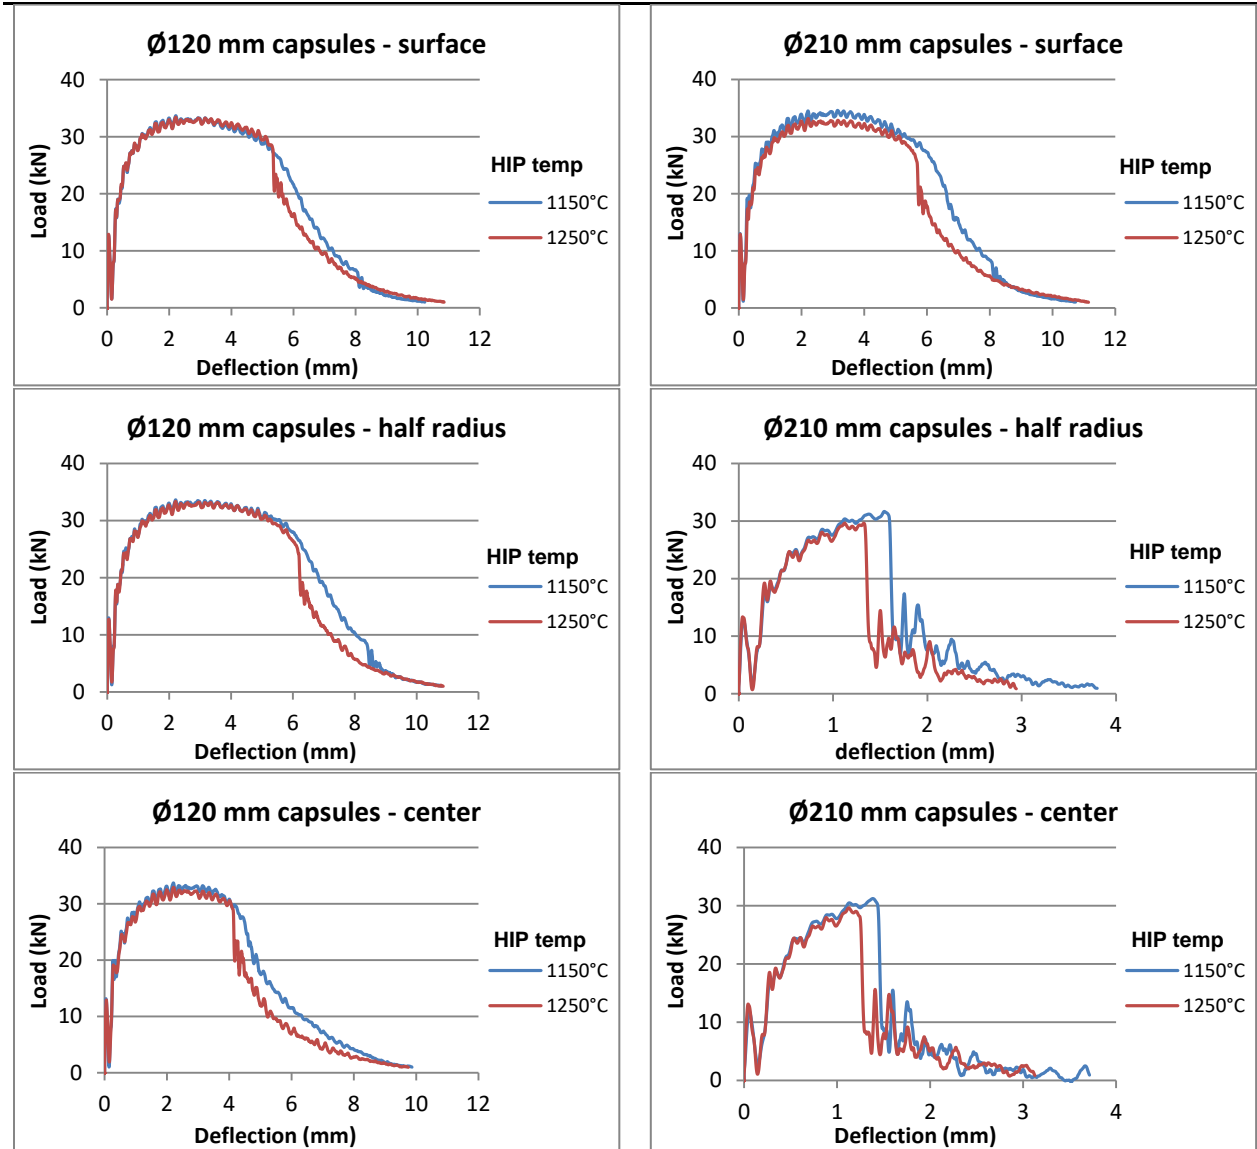 Ø120 mm capsules - surface
40
30
20
10
0
Load (kN)
0 2 4 6 8 10 12
Deflection (mm)
HIP temp
1150°C
1250°C
Ø210 mm capsules - surface
40
30
20
10
0
Load (kN)
0 2 4 6 8 10 12
Deflection (mm)
HIP temp
1150°C
1250°C
Ø120 mm capsules - half radius
40
30
20
10
0
Load (kN)
0 2 4 6 8 10 12
Deflection (mm)
HIP temp
1150°C
1250°C
Ø210 mm capsules - half radius
40
30
20
10
0
Load (kN)
0 1 2 3 4
deflection (mm)
HIP temp
1150°C
1250°C
Ø120 mm capsules - center
40
30
20
10
0
Load (kN)
0 2 4 6 8 10 12
Deflection (mm)
HIP temp
1150°C
1250°C
Ø210 mm capsules - center
40
30
20
10
0
Load (kN)
0 1 2 3 4
Deflection (mm)
HIP temp
1150°C
1250°C